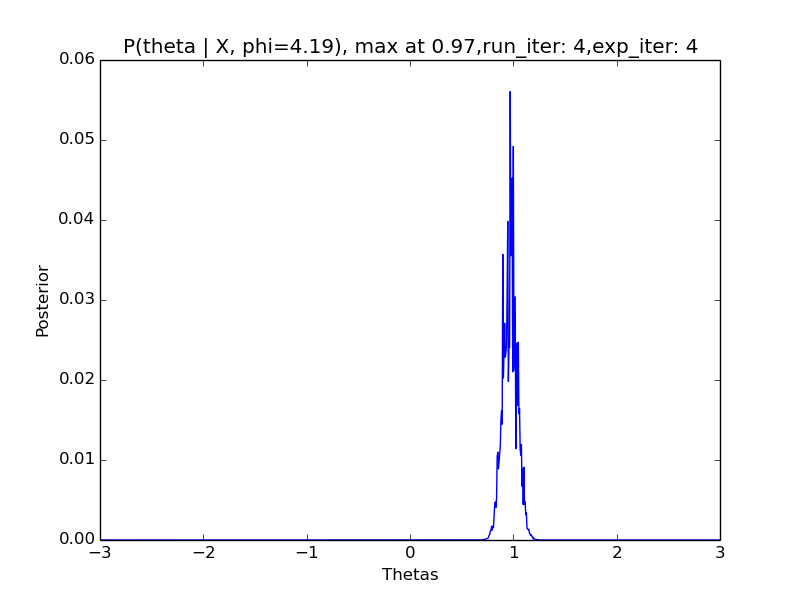 P(theta | X, phi=4.19), max at 0.97,run_iter: 4,exp_iter: 4
0.06
0.05
0.04
0.03
0.02
0.01
0.00
Posterior
−3 −2 −1 0 1 2 3
Thetas